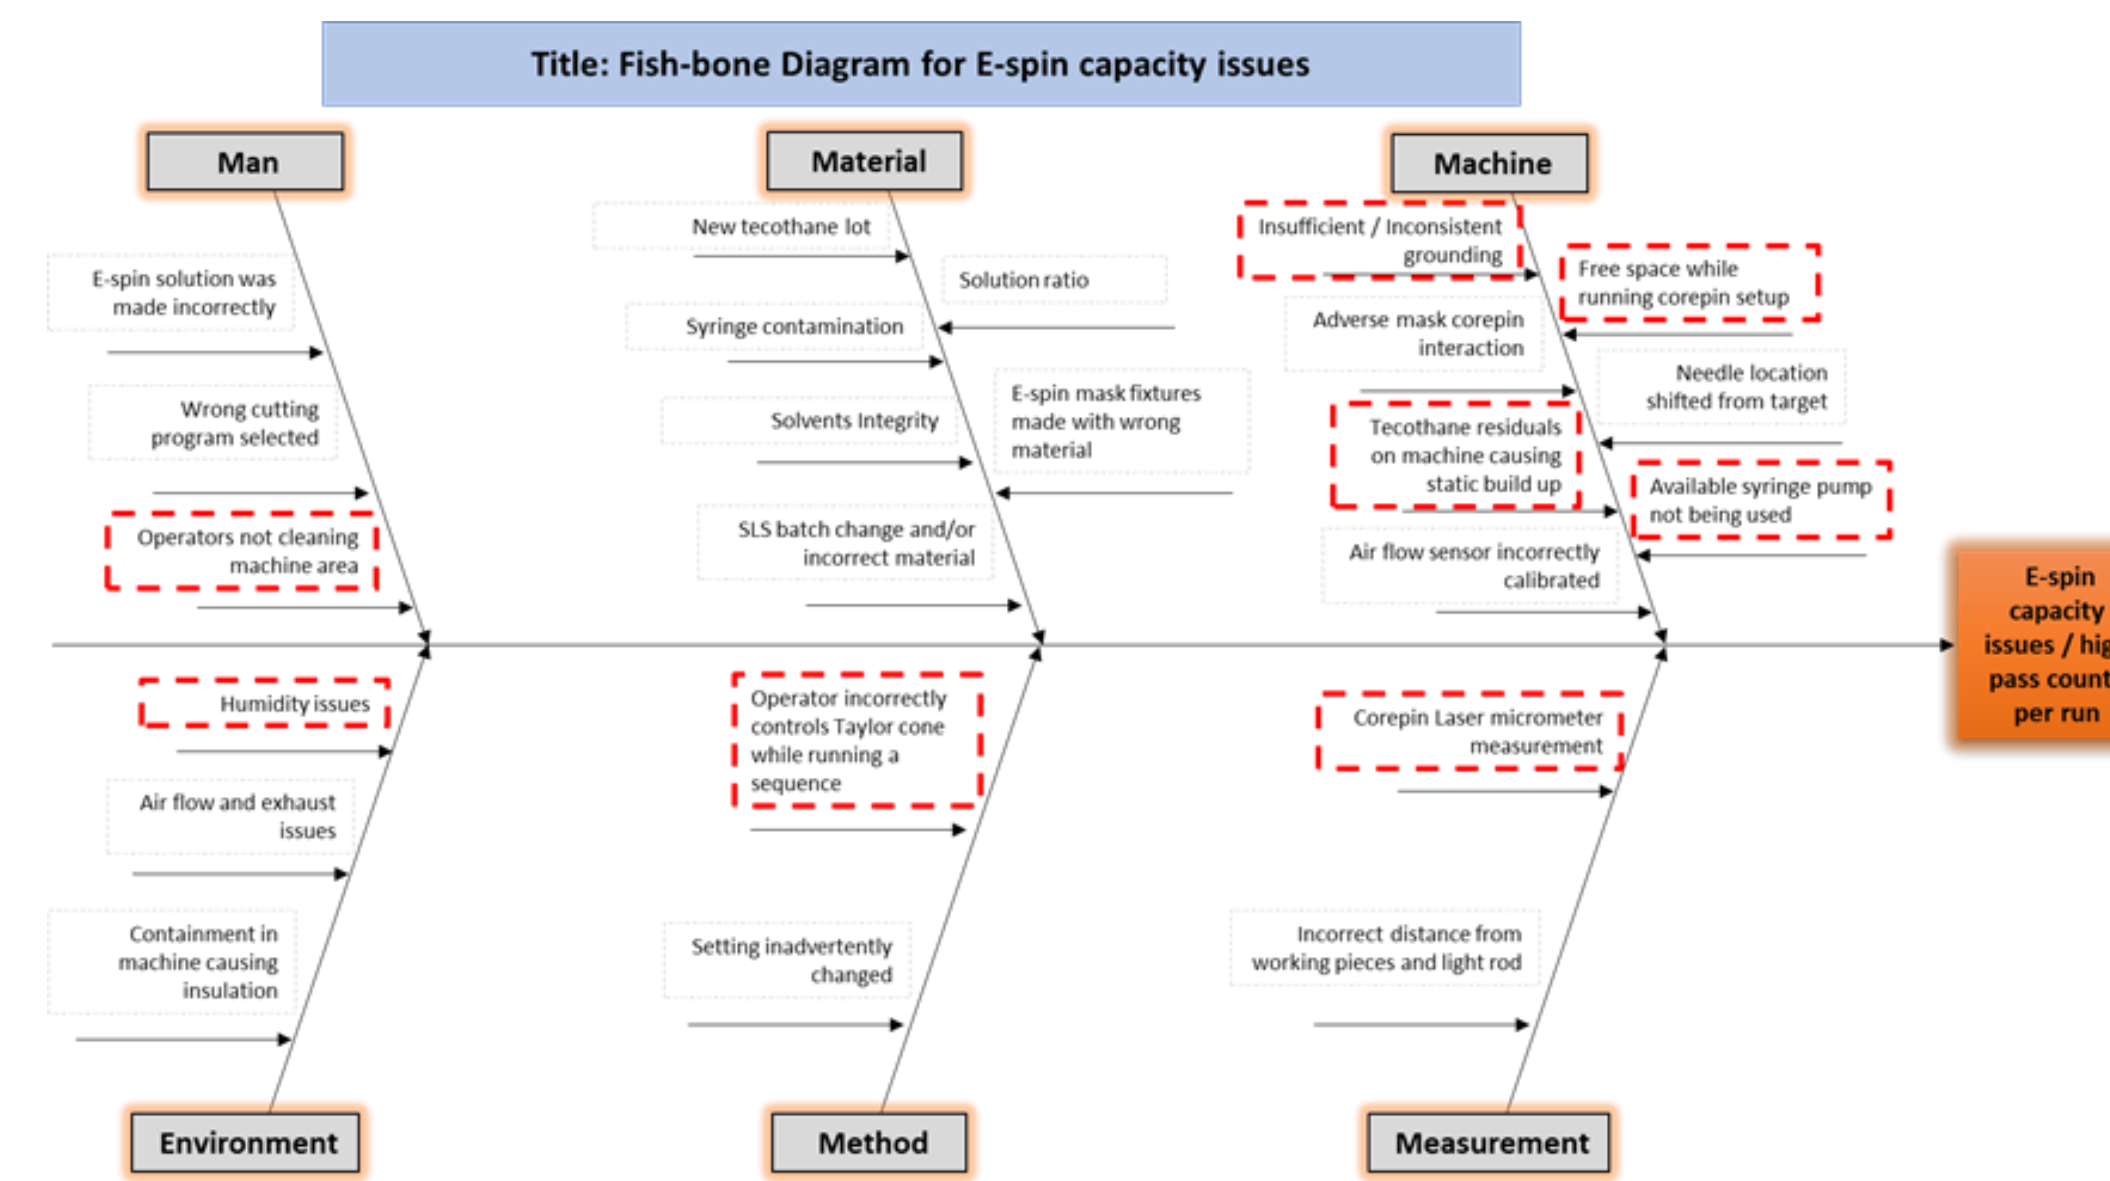 Title: Fish-bone Diagram for E-spin capacity issues
Man
Material
Machine
E-spin solution was
made incorrectly
Wrong cutting
program selected
Operators not cleaning
machine area
New tecothane lot
Solution ratio
Syringe contamination
E-spin mask fixtures
made with wrong
material
Solvents Integrity
SLS batch change and/or
incorrect material
Insufficient / Inconsistent
grounding
Free space while
running corepin setup
Adverse mask corepin
interaction
Needle location
shifted from target
Tecothane residuals
on machine causing
static build up
Available syringe pump
not being used
Air flow sensor incorrectly
calibrated
E-spin
capacity
issues /
pass
per run
Humidity issues
Air flow and exhaust
issues
Containment in
machine causing
insulation
Operator incorrectly
controls Taylor cone
while running a
sequence
Setting inadvertently
changed
Corepin Laser micrometer
measurement
Incorrect distance from
working pieces and light rod
Environment
Method
Measurement